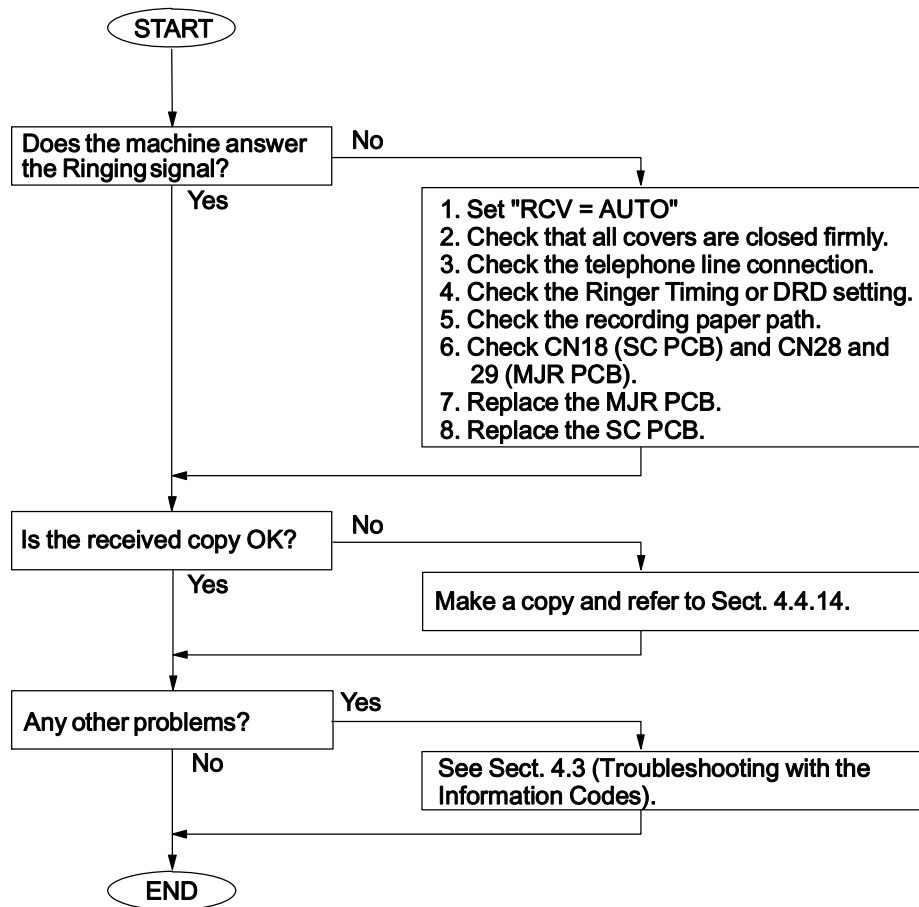 START
Does the machine answer
the Ringing signal?
No
Yes
1. Set "RCV = AUTO"
2. Check that all covers are closed firmly.
3. Check the telephone line connection.
4. Check the Ringer Timing or DRD setting.
5. Check the recording paper path.
6. Check CN18 (SC PCB) and CN28 and
29 (MJR PCB).
7. Replace the MJR PCB.
8. Replace the SC PCB.
Is the received copy OK?
No
Yes
Make a copy and refer to Sect. 4.4.14.
Any other problems?
Yes
No
See Sect. 4.3 (Troubleshooting with the
Information Codes).
END